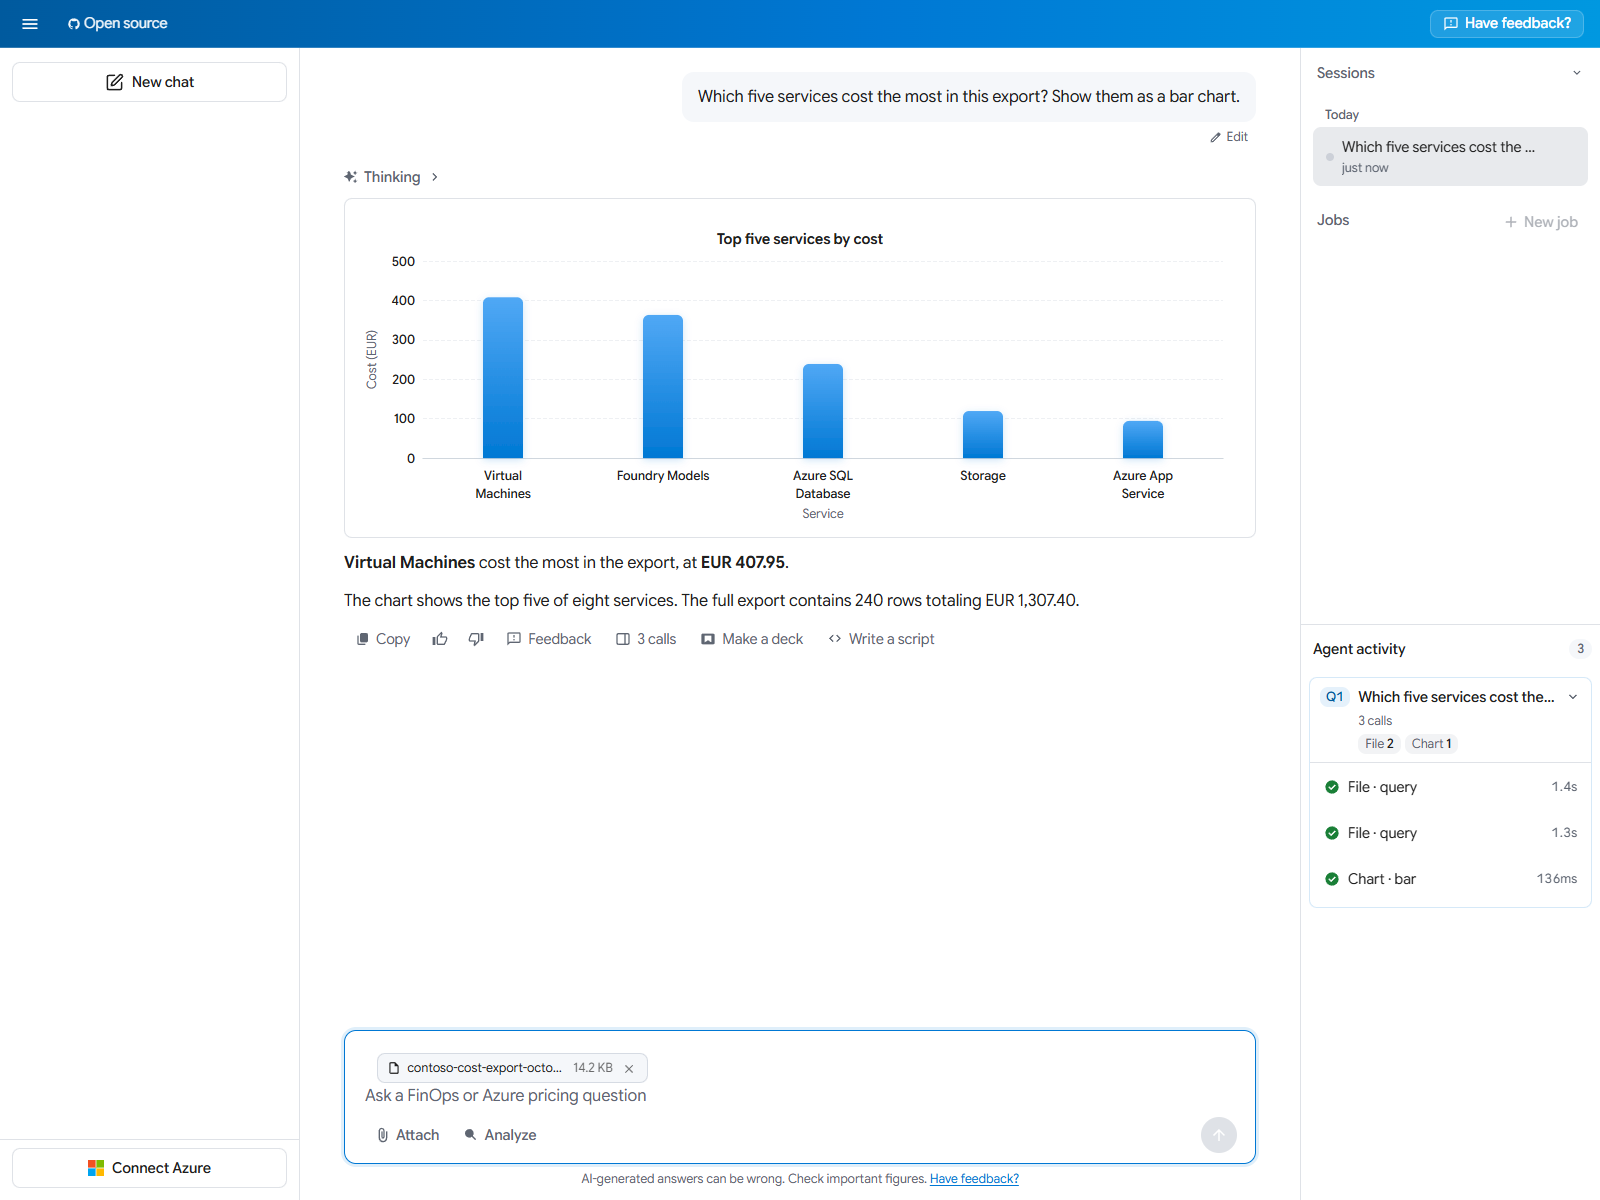 Open source
Have feedback?
New chat
Which five services cost the most in this export? Show them as a bar chart.
Edit
Thinking
Top five services by cost
500
400
300
200
100
0
Cost (EUR)
Virtual
Machines
Foundry Models
Azure SQL
Database
Storage
Azure App
Service
Service
Virtual Machines cost the most in the export, at EUR 407.95.
The chart shows the top five of eight services. The full export contains 240 rows totaling EUR 1,307.40.
Copy
Feedback
3 calls
Make a deck
Write a script
contoso-cost-export-octo... 14.2 KB
Ask a FinOps or Azure pricing question
Attach
Analyze
AI-generated answers can be wrong. Check important figures. Have feedback?
Connect Azure
Sessions
Today
Which five services cost the ...
just now
Jobs
New job
Agent activity 3
Q1 Which five services cost the...
3 calls
File 2 Chart 1
File · query 1.4s
File · query 1.3s
Chart · bar 136ms